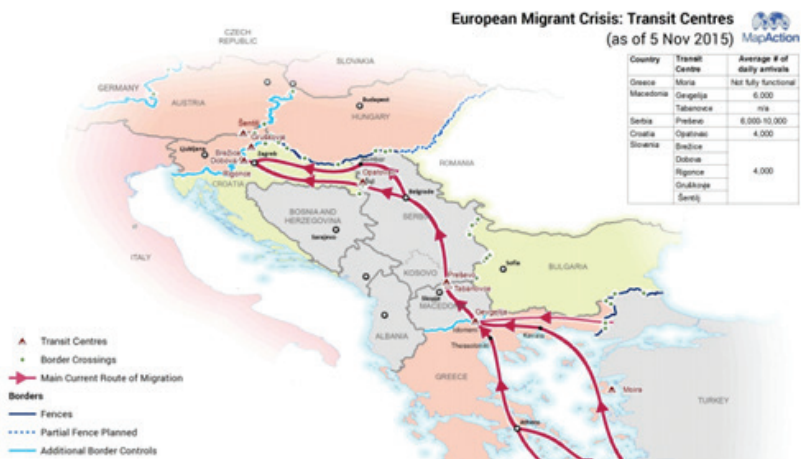 European Migrant Crisis: Transit Centres
(as of 5 Nov 2015)
MapAction
Country Transit Centre Average # of daily arrivals
Greece Moria Not fully functional
Macedonia Gevgelija 6,000
Tabanovce n/a
Serbia Preševo 6,000-10,000
Croatia Opatovac 4,000
Slovenia Brežice
Dobova
Rigonce 4,000
Gruškovje
Šentilj
CZECH
REPUBLIC
SLOVAKIA
GERMANY
AUSTRIA
Budapest
HUNGARY
Šentilj
Gruškovje
Ljubljana
Brežice
Dobova
Zagreb
Rigonce
CROATIA
Opatovac
Šid
ROMANIA
Belgrade
BOSNIA AND
HERZEGOVINA
Sarajevo
SERBIA
ITALY
KOSOVO
Preševo
Tabanovce
Sofia
BULGARIA
Skopje
MACEDONIA
Gevgelija
Idomeni
Thessaloniki
Kavala
ALBANIA
GREECE
Moria
TURKEY
Athens
Transit Centres
Border Crossings
Main Current Route of Migration
Borders
Fences
Partial Fence Planned
Additional Border Controls